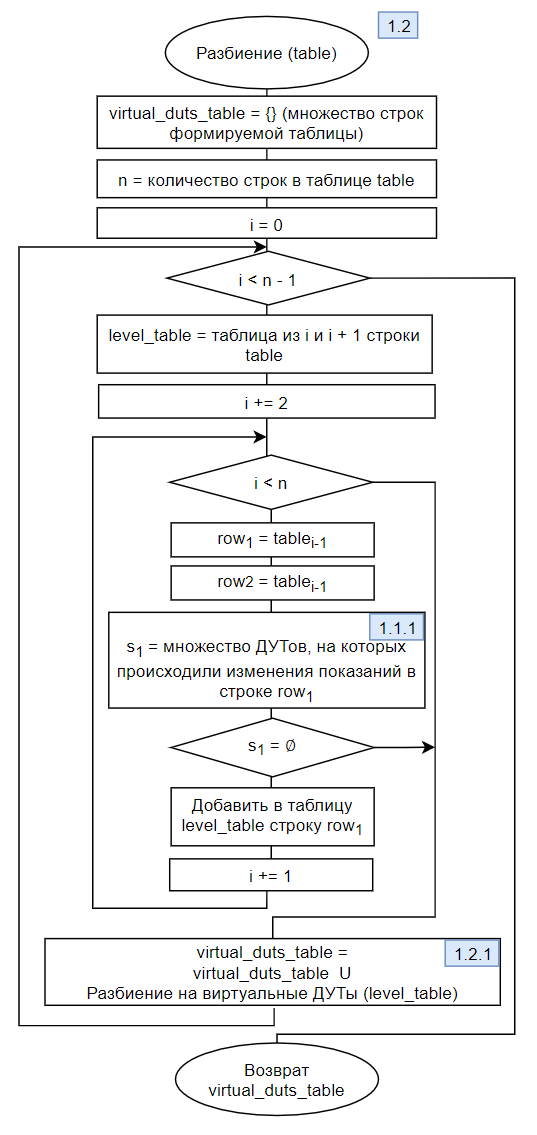 1.2
Разбиение (table)
virtual_duts_table = {} (множество строк
формируемой таблицы)
n = количество строк в таблице table
i = 0
i < n - 1
level_table = таблица из i и i + 1 строки
table
i += 2
i < n
row1 = tablei-1
row2 = tablei-1
1.1.1
s1 = множество ДУТов, на которых
происходили изменения показаний в
строке row1
s1 = ∅
Добавить в таблицу
level_table строку row1
i += 1
1.2.1
virtual_duts_table =
virtual_duts_table U
Разбиение на виртуальные ДУТы (level_table)
Возврат
virtual_duts_table